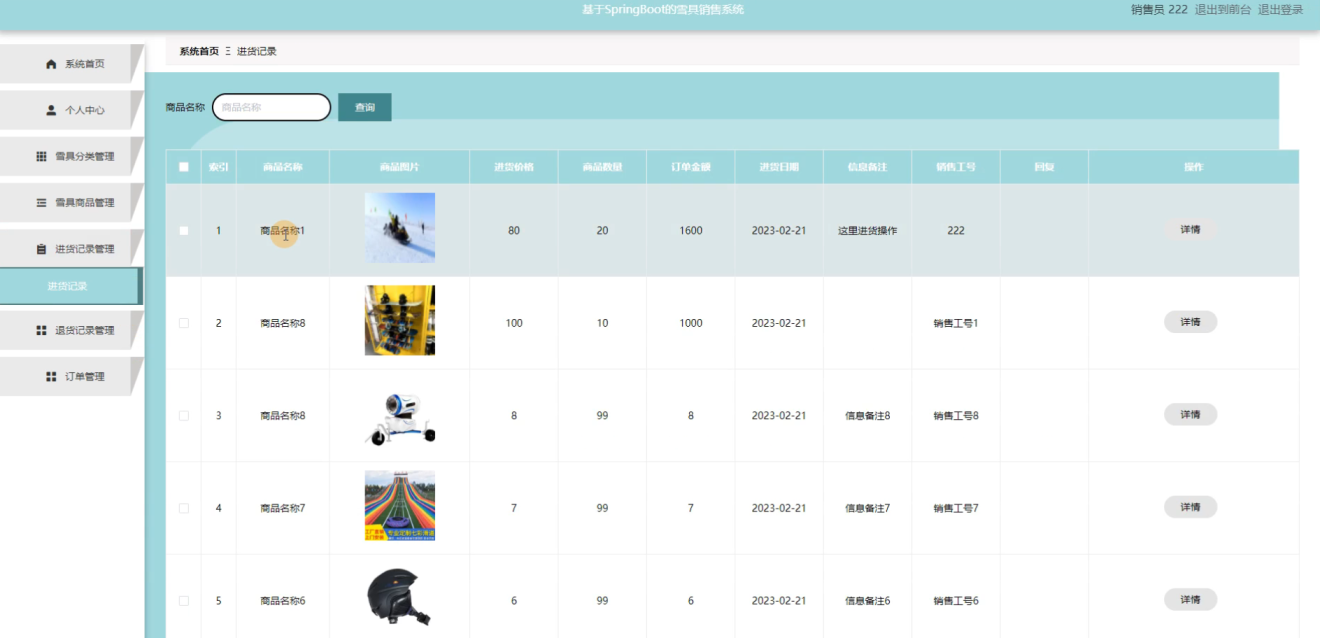 基于SpringBoot的雪具销售系统
销售员 222 退出到前台 退出登录
系统首页 Ξ 进货记录
系统首页
个人中心
雪具分类管理
雪具商品管理
进货记录管理
进货记录
退货记录管理
订单管理
商品名称 商品名称 查询
索引 商品名称 商品图片 进货价格 商品数量 订单金额 进货日期 信息备注 销售工号 回复 操作
1 商品名称1 80 20 1600 2023-02-21 这里进货操作 222 详情
2 商品名称8 100 10 1000 2023-02-21 销售工号1 详情
3 商品名称8 8 99 8 2023-02-21 信息备注8 销售工号8 详情
4 商品名称7 7 99 7 2023-02-21 信息备注7 销售工号7 详情
5 商品名称6 6 99 6 2023-02-21 信息备注6 销售工号6 详情